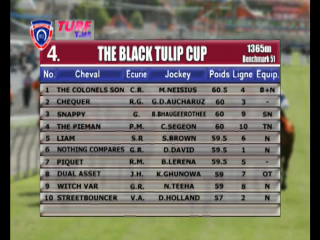 TURF
TIME
4. THE BLACK TULIP CUP 1365m
Benchmark 51
No. Cheval Ecurie Jockey Poids Ligne Equip.
1 THE COLONELS SON C.R. M.NEISIUS 60.5 4 B+N
2 CHEQUER R.G. G.D.AUCHARUZ 60 3 -
3 SNAPPY G. R.BHAUGEEROTHEE 60 9 SN
4 THE PIEMAN P.M. C.SEGEON 60 10 TN
5 LIAM S.R S.BROWN 59.5 6 N
6 NOTHING COMPARES G.R. D.DAVID 59.5 1 N
7 PIQUET R.M. B.LERENA 59.5 5 -
8 DUAL ASSET J.H K.GHUNOWA 59 7 OT
9 WITCH VAR G.R. N.TEEHA 59 8 N
10 STREETBOUNCER V.A. D.HOLLAND 57 2 N